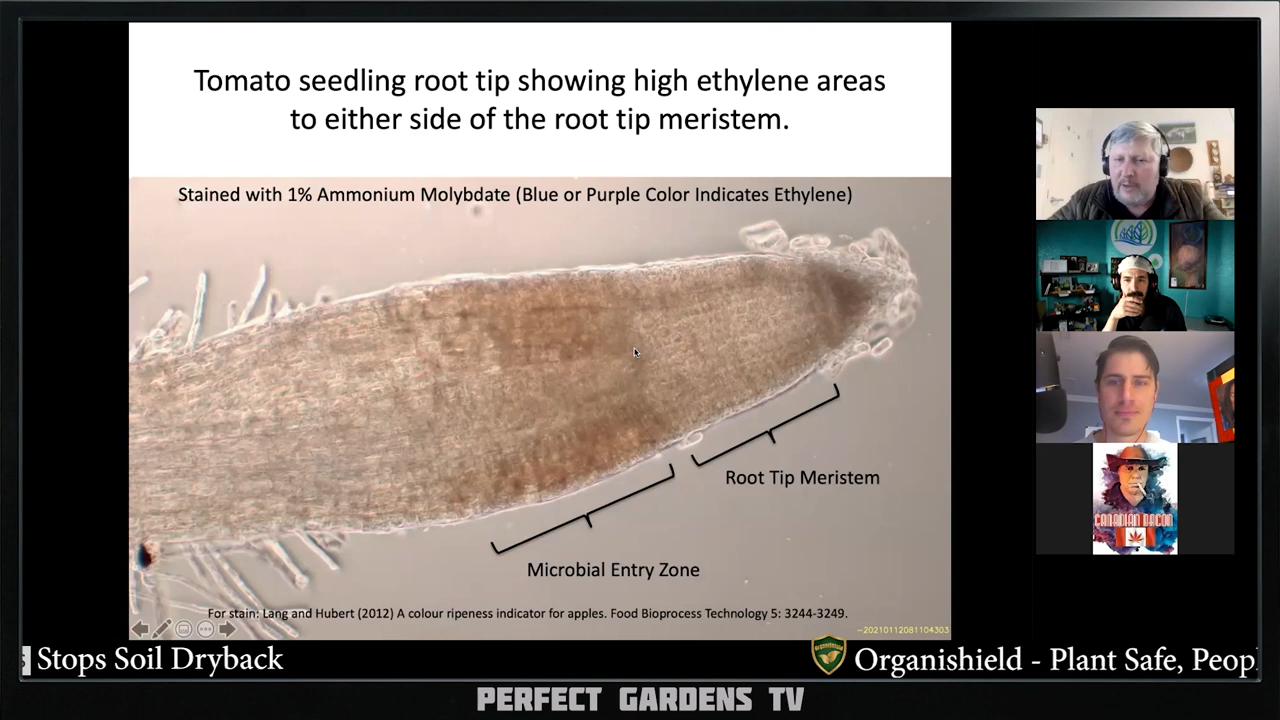 Tomato seedling root tip showing high ethylene areas
to either side of the root tip meristem.
Stained with 1% Ammonium Molybdate (Blue or Purple Color Indicates Ethylene)
Root Tip Meristem
Microbial Entry Zone
For stain: Lang and Hubert (2012) A colour ripeness indicator for apples. Food Bioprocess Technology 5: 3244-3249.
~20210112081104303
CANADIAN BACON
Stops Soil Dryback
Organishield - Plant Safe, Peop
PERFECT GARDENS TV